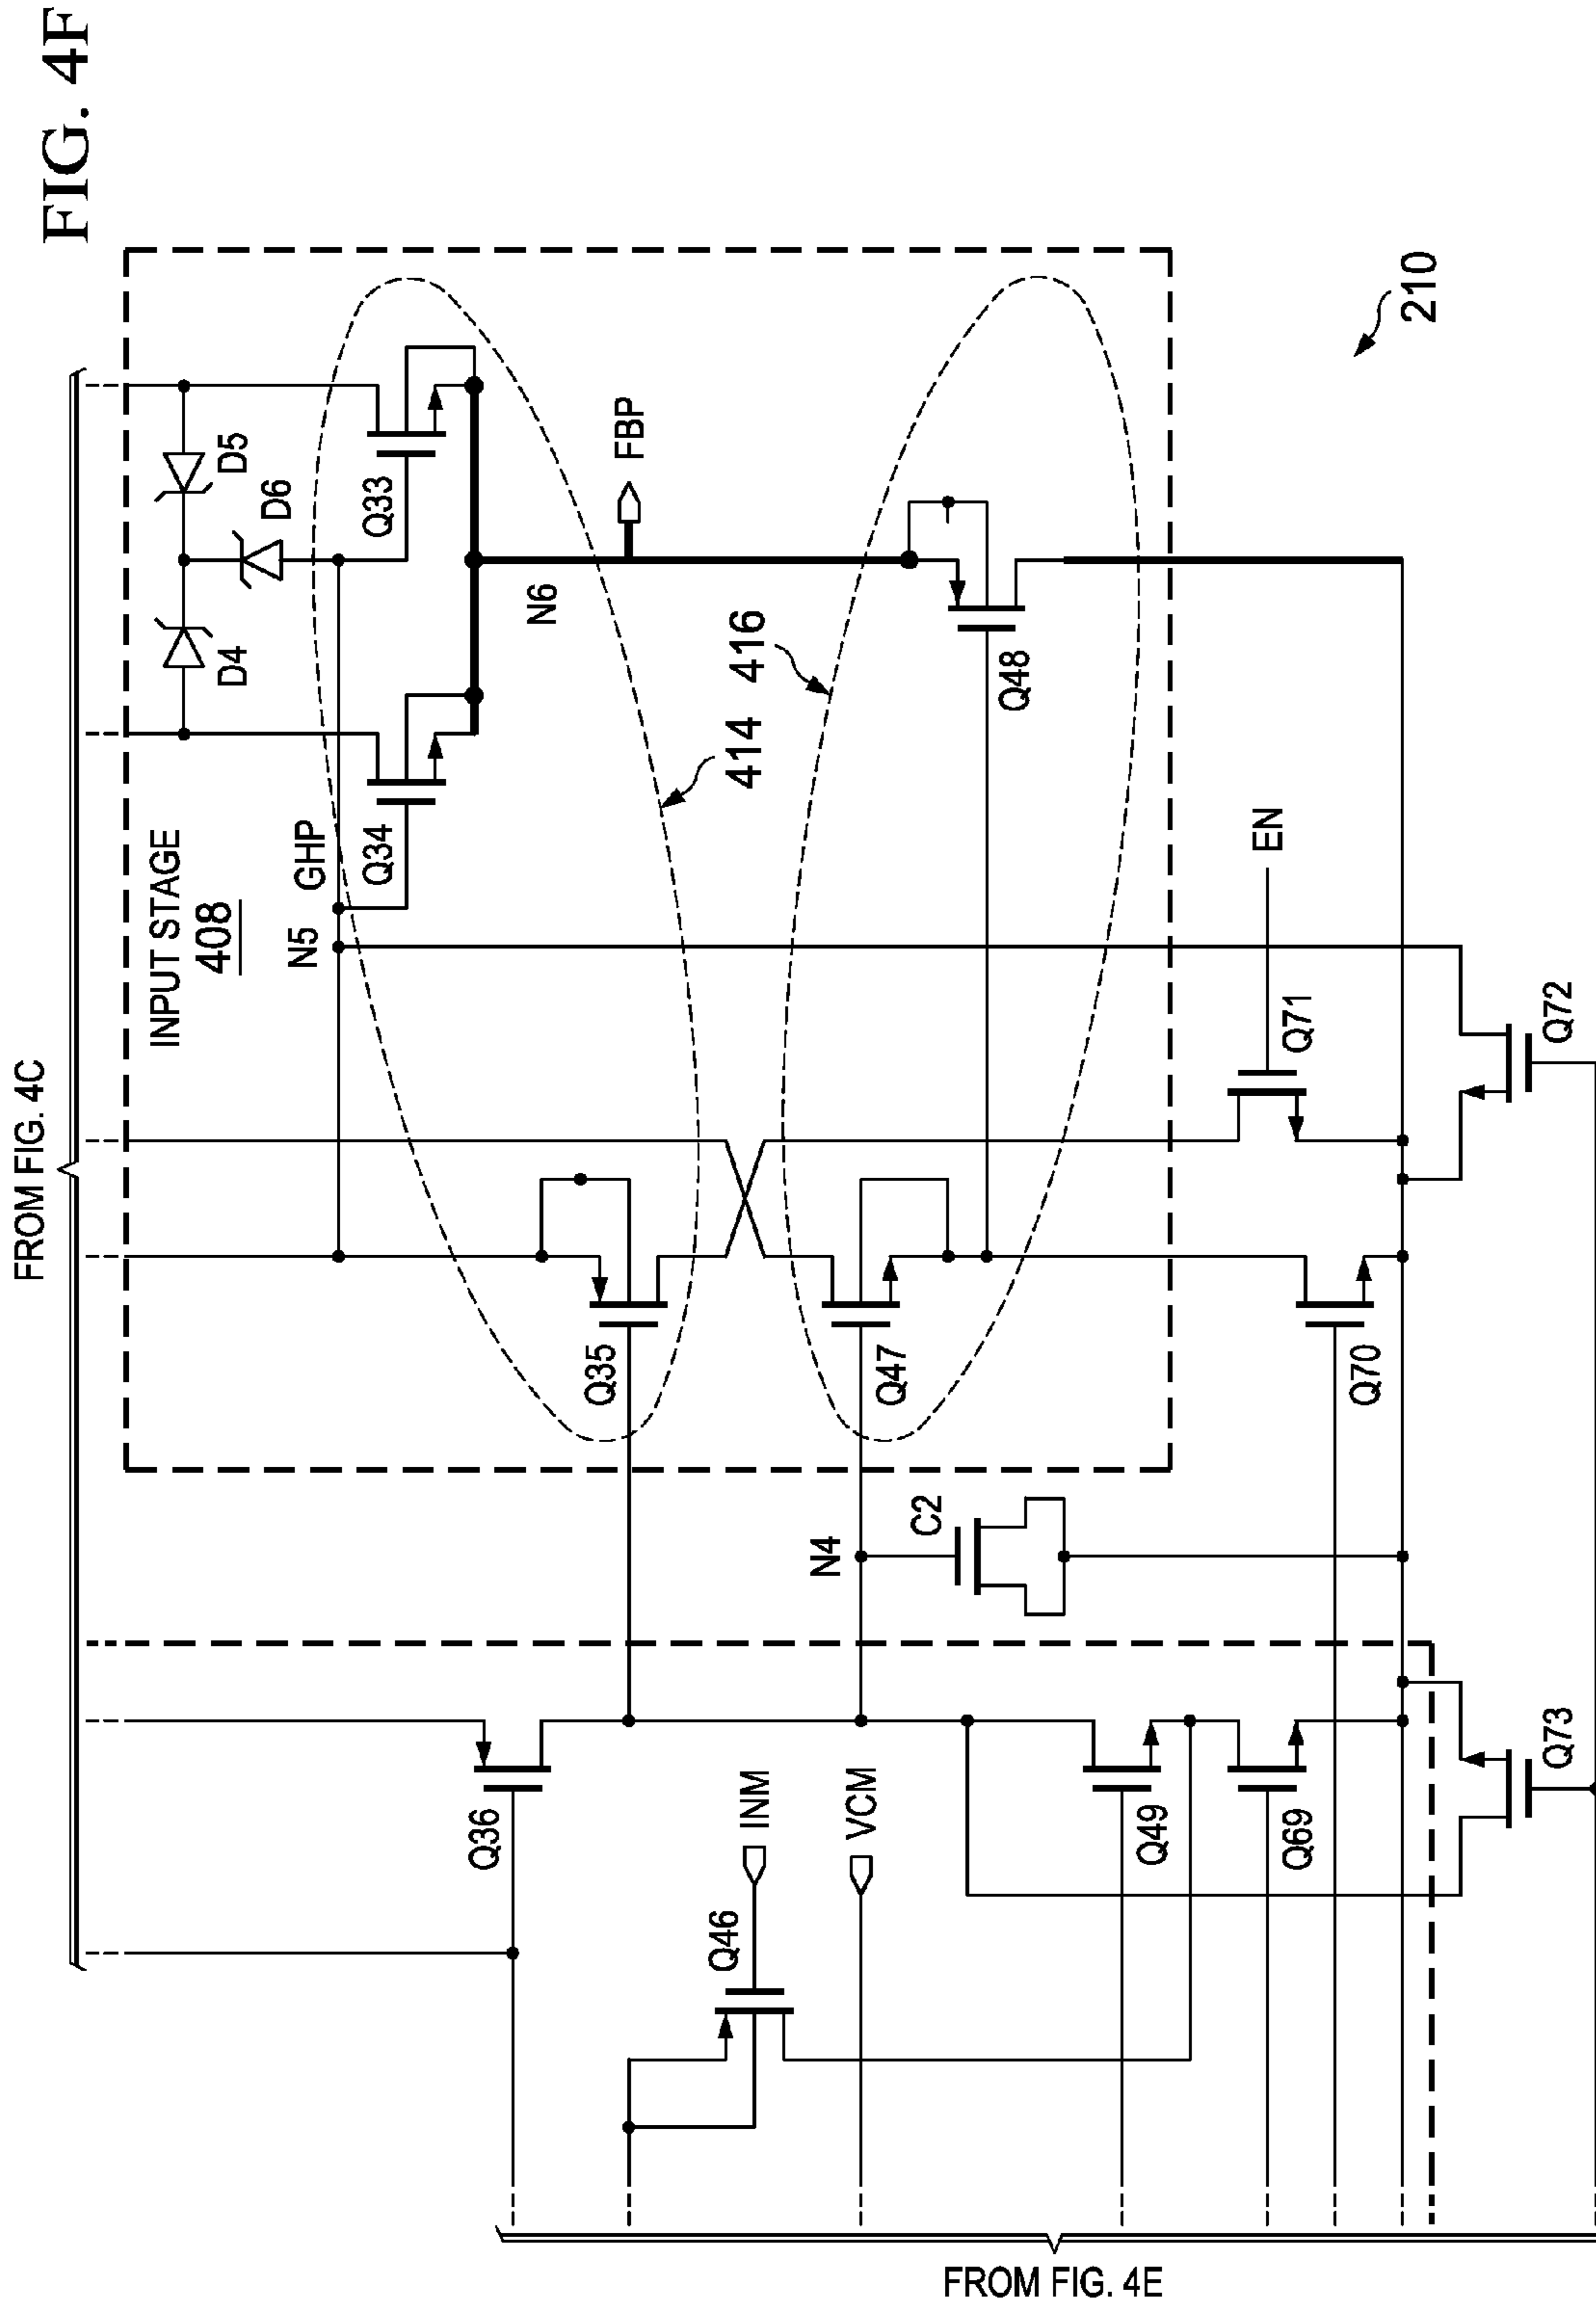 FIG. 4F
FROM FIG. 4C
INPUT STAGE
408
D4
D5
D6
N5
GHP
Q34
Q33
Q35
N6
FBP
414
416
Q36
Q46
INM
VCM
N4
C2
Q47
Q48
Q49
Q69
Q70
Q71
EN
Q72
Q73
210
FROM FIG. 4E